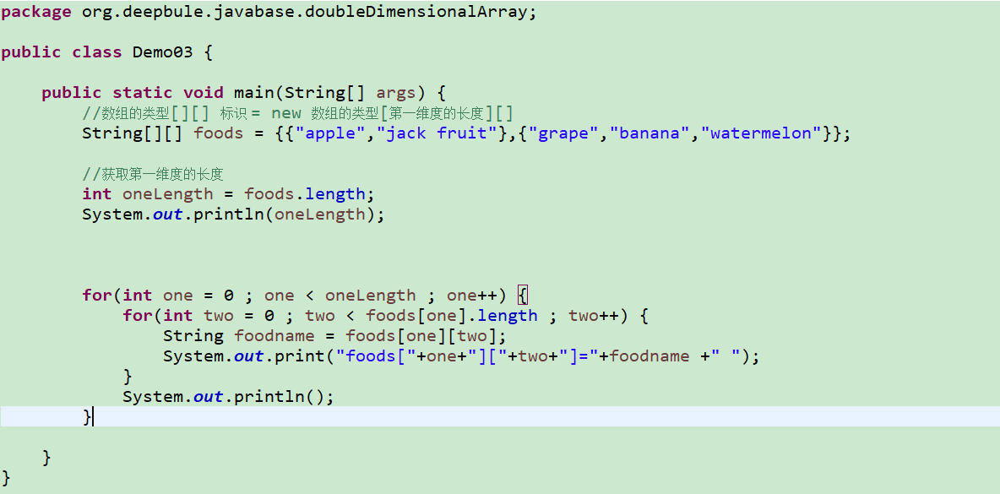 package org.deepbule.javabase.doubleDimensionalArray;
public class Demo03 {
public static void main(String[] args) {
//数组的类型[][] 标识 = new 数组的类型[第一维度的长度][]
String[][] foods = {{"apple","jack fruit"},{"grape","banana","watermelon"}};
//获取第一维度的长度
int oneLength = foods.length;
System.out.println(oneLength);
for(int one = 0 ; one < oneLength ; one++) {
for(int two = 0 ; two < foods[one].length ; two++) {
String foodname = foods[one][two];
System.out.print("foods["+one+"]["+two+"]="+foodname +" ");
}
System.out.println();
}
}
}